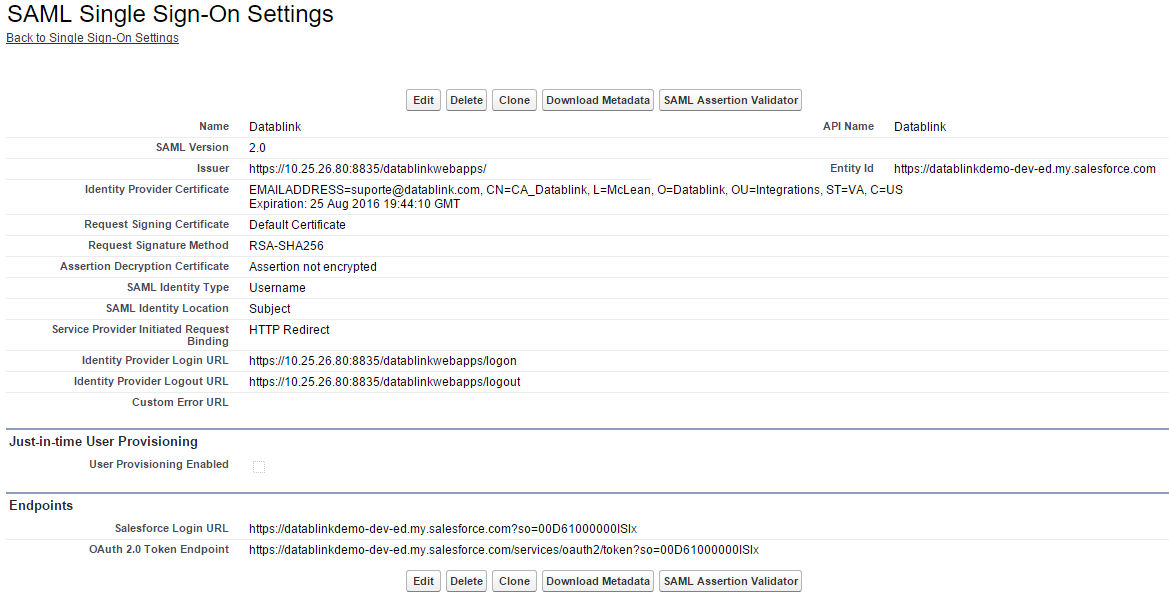 SAML Single Sign-On Settings
Back to Single Sign-On Settings
Edit Delete Clone Download Metadata SAML Assertion Validator
Name Datablink API Name Datablink
SAML Version 2.0
Issuer https://10.25.26.80:8835/datablinkwebapps/ Entity Id https://datablinkdemo-dev-ed.my.salesforce.com
Identity Provider Certificate EMAILADDRESS=suporte@datablink.com, CN=CA_Datablink, L=McLean, O=Datablink, OU=Integrations, ST=VA, C=US
Expiration: 25 Aug 2016 19:44:10 GMT
Request Signing Certificate Default Certificate
Request Signature Method RSA-SHA256
Assertion Decryption Certificate Assertion not encrypted
SAML Identity Type Username
SAML Identity Location Subject
Service Provider Initiated Request HTTP Redirect
Binding
Identity Provider Login URL https://10.25.26.80:8835/datablinkwebapps/logon
Identity Provider Logout URL https://10.25.26.80:8835/datablinkwebapps/logout
Custom Error URL
Just-in-time User Provisioning
User Provisioning Enabled
Endpoints
Salesforce Login URL https://datablinkdemo-dev-ed.my.salesforce.com?so=00D61000000ISIx
OAuth 2.0 Token Endpoint https://datablinkdemo-dev-ed.my.salesforce.com/services/oauth2/token?so=00D61000000ISIx
Edit Delete Clone Download Metadata SAML Assertion Validator